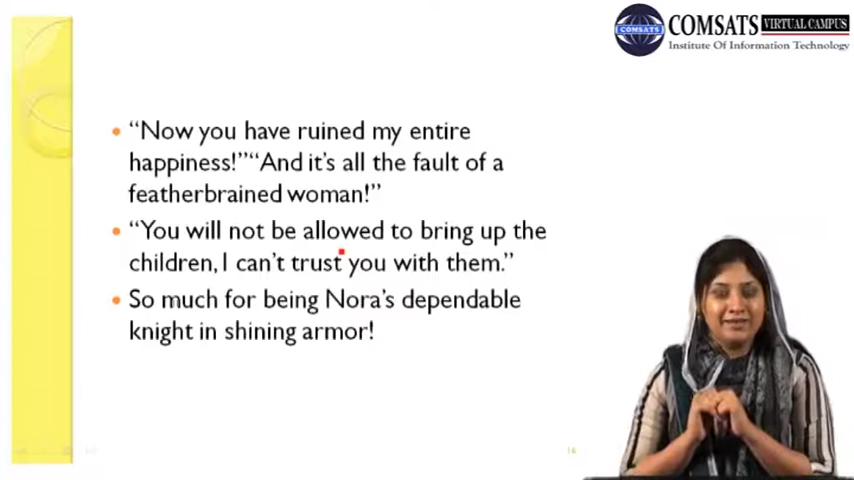 COMSATS VIRTUAL CAMPUS
COMSATS
Institute Of Information Technology
• “Now you have ruined my entire
happiness!”“And it’s all the fault of a
featherbrained woman!”
• “You will not be allowed to bring up the
children, I can’t trust you with them.”
• So much for being Nora’s dependable
knight in shining armor!
16